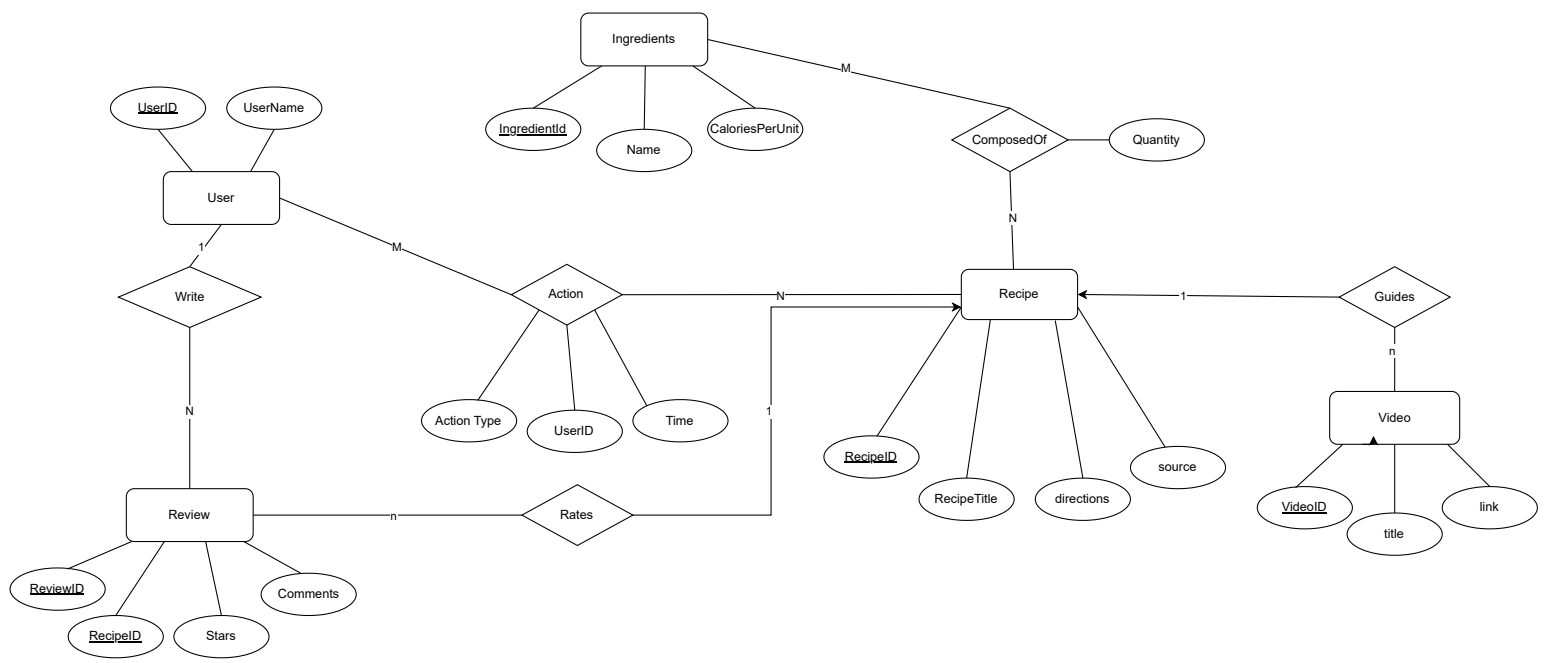 Ingredients
M
UserID
UserName
IngredientId
Name
CaloriesPerUnit
ComposedOf
Quantity
User
1
M
N
Write
Action
N
Recipe
1
Guides
n
N
Action Type
UserID
Time
1
Video
RecipeID
RecipeTitle
directions
source
VideoID
title
link
Review
n
Rates
ReviewID
RecipeID
Stars
Comments